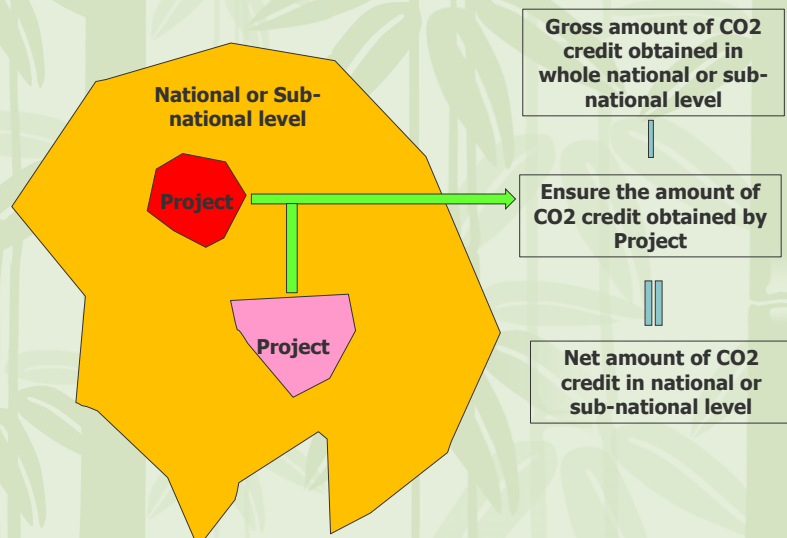 National or Sub-
national level
Project
Project
Gross amount of CO2
credit obtained in
whole national or sub-
national level
Ensure the amount of
CO2 credit obtained by
Project
Net amount of CO2
credit in national or
sub-national level